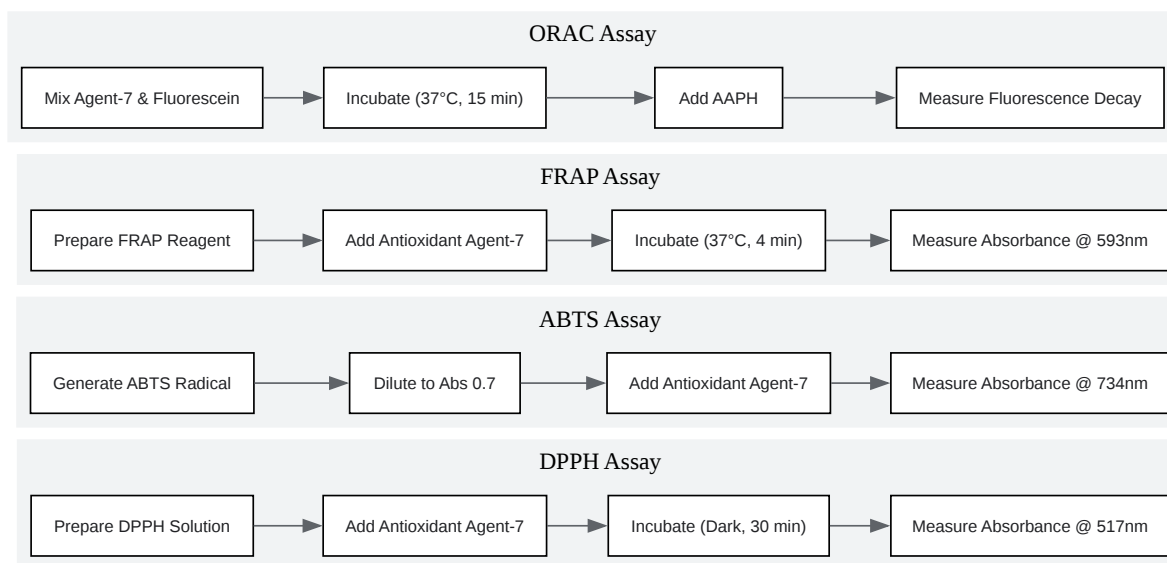 ORAC Assay
Mix Agent-7 & Fluorescein
Incubate (37°C, 15 min)
Add AAPH
Measure Fluorescence Decay
FRAP Assay
Prepare FRAP Reagent
Add Antioxidant Agent-7
Incubate (37°C, 4 min)
Measure Absorbance @ 593nm
ABTS Assay
Generate ABTS Radical
Dilute to Abs 0.7
Add Antioxidant Agent-7
Measure Absorbance @ 734nm
DPPH Assay
Prepare DPPH Solution
Add Antioxidant Agent-7
Incubate (Dark, 30 min)
Measure Absorbance @ 517nm